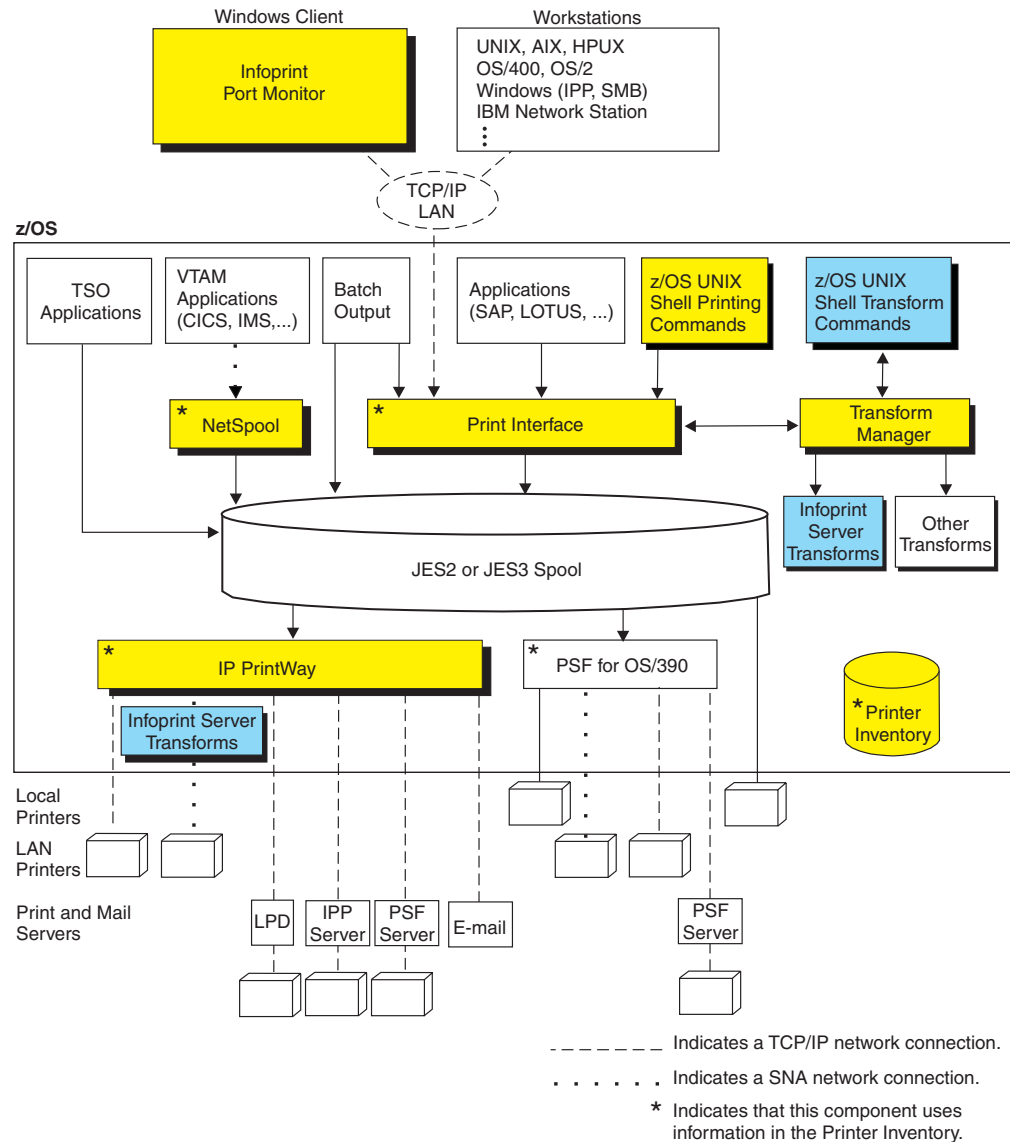 Windows Client
Workstations
Infoprint
Port Monitor
UNIX, AIX, HPUX
OS/400, OS/2
Windows (IPP, SMB)
IBM Network Station
TCP/IP
LAN
z/OS
TSO
Applications
VTAM
Applications
(CICS, IMS,...)
Batch
Output
Applications
(SAP, LOTUS, ...)
z/OS UNIX
Shell Printing
Commands
z/OS UNIX
Shell Transform
Commands
* NetSpool
* Print Interface
Transform
Manager
Infoprint
Server
Transforms
Other
Transforms
JES2 or JES3 Spool
* IP PrintWay
* PSF for OS/390
Infoprint Server
Transforms
* Printer
Inventory
Local
Printers
LAN
Printers
Print and Mail
Servers
LPD
IPP
Server
PSF
Server
E-mail
PSF
Server
Indicates a TCP/IP network connection.
Indicates a SNA network connection.
* Indicates that this component uses
information in the Printer Inventory.